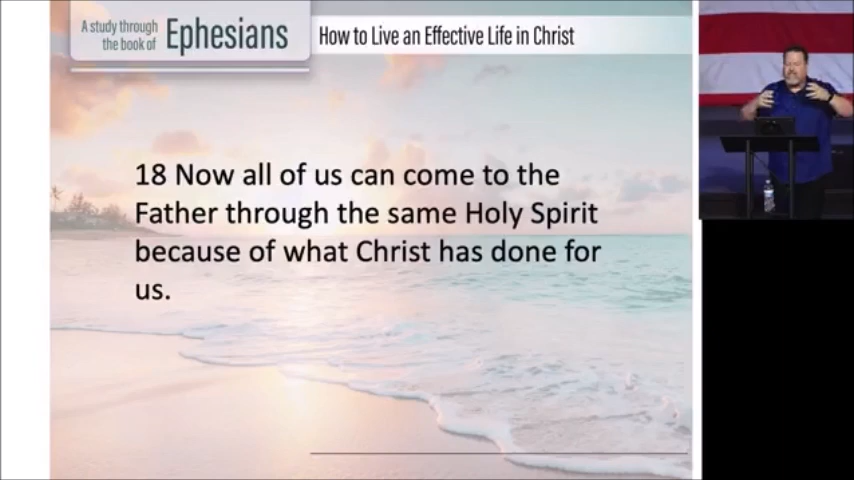 A study through
the book of
Ephesians
How to Live an Effective Life in Christ
18 Now all of us can come to the
Father through the same Holy Spirit
because of what Christ has done for
us.